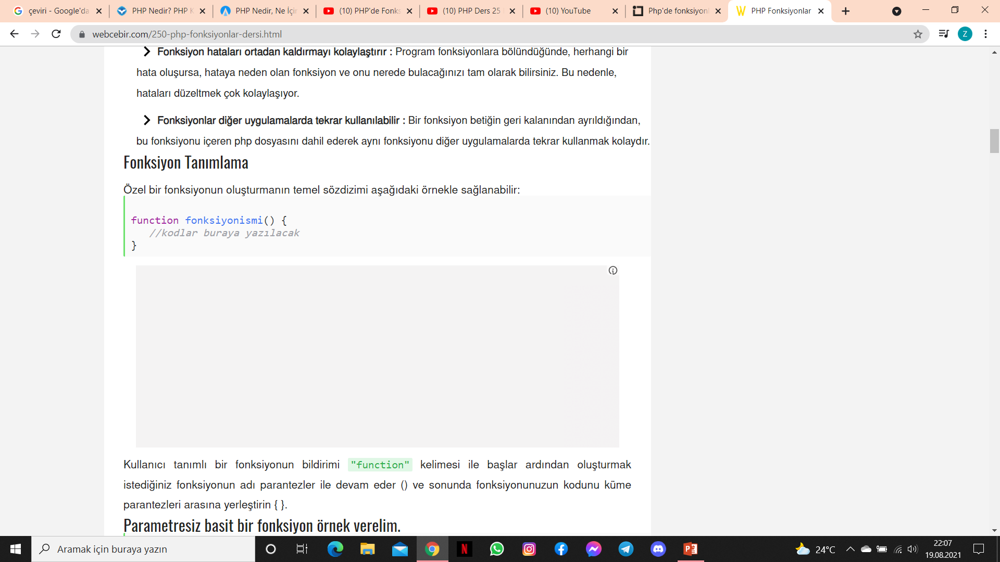 çeviri - Google'da
PHP Nedir? PHP K
PHP Nedir, Ne İçin
(10) PHP'de Fonks
(10) PHP Ders 25
(10) YouTube
Php'de fonksiyonl
PHP Fonksiyonlar
webcebir.com/250-php-fonksiyonlar-dersi.html
Z
Fonksiyon hataları ortadan kaldırmayı kolaylaştırır : Program fonksiyonlara bölündüğünde, herhangi bir
hata oluşursa, hataya neden olan fonksiyon ve onu nerede bulacağınızı tam olarak bilirsiniz. Bu nedenle,
hataları düzeltmek çok kolaylaşıyor.
Fonksiyonlar diğer uygulamalarda tekrar kullanılabilir : Bir fonksiyon betiğin geri kalanından ayrıldığından,
bu fonksiyonu içeren php dosyasını dahil ederek aynı fonksiyonu diğer uygulamalarda tekrar kullanmak kolaydır.
Fonksiyon Tanımlama
Özel bir fonksiyonun oluşturmanın temel sözdizimi aşağıdaki örnekle sağlanabilir:
function fonksiyonismi() {
//kodlar buraya yazılacak
}
Kullanıcı tanımlı bir fonksiyonun bildirimi "function" kelimesi ile başlar ardından oluşturmak
istediğiniz fonksiyonun adı parantezler ile devam eder () ve sonunda fonksiyonunuzun kodunu küme
parantezleri arasına yerleştirin { }.
Parametresiz basit bir fonksiyon örnek verelim.
Aramak için buraya yazın
24°C
22:07
19.08.2021